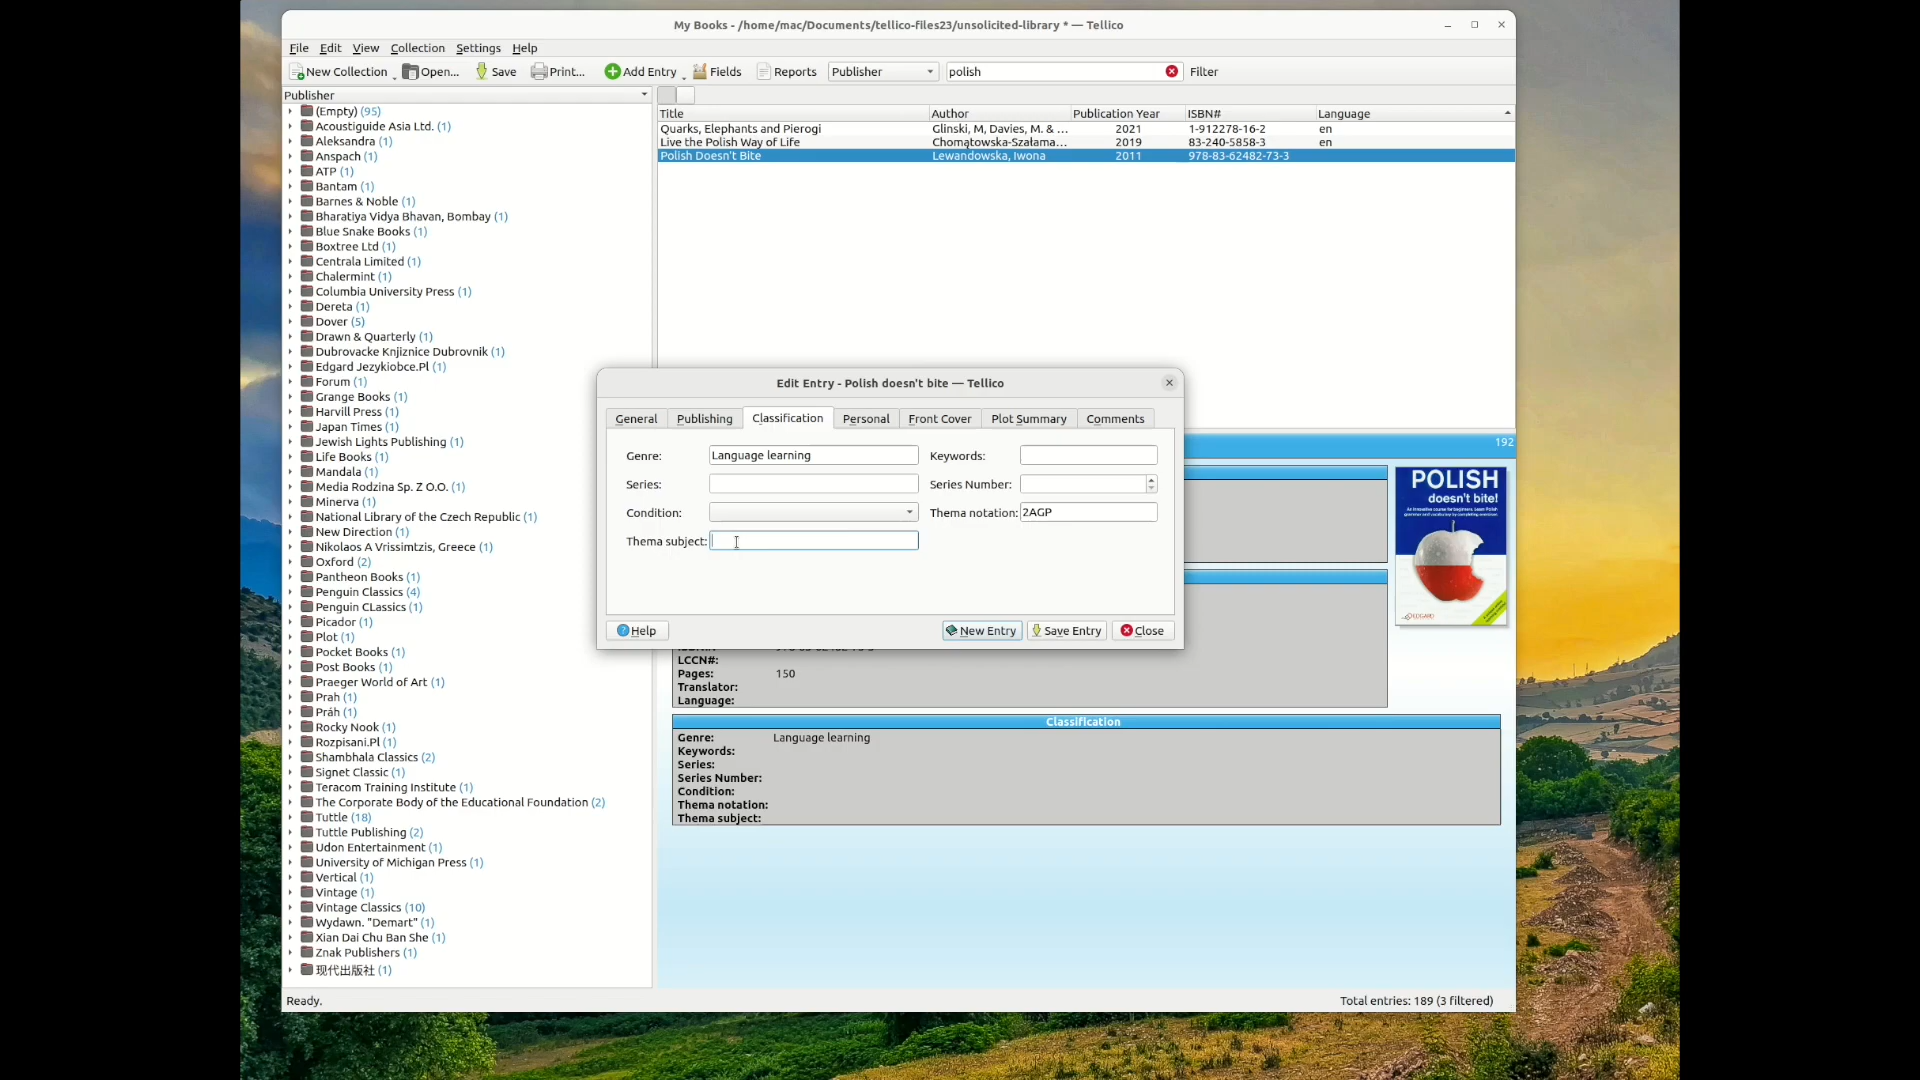 My Books - /home/mac/Documents/tellico-files23/unsolicited-library * — Tellico
File Edit View Collection Settings Help
New Collection Open... Save Print... Add Entry Fields Reports Publisher polish Filter
Publisher
(Empty) (95)
Acoustiguide Asia Ltd. (1)
Aleksandra (1)
Anspach (1)
ATP (1)
Bantam (1)
Barnes & Noble (1)
Bharatiya Vidya Bhavan, Bombay (1)
Blue Snake Books (1)
Boxtree Ltd (1)
Centrala Limited (1)
Chalermint (1)
Columbia University Press (1)
Dereta (1)
Dover (5)
Drawn & Quarterly (1)
Dubrovacke Knjiznice Dubrovnik (1)
Edgard Jezykiobce.Pl (1)
Forum (1)
Grange Books (1)
Harvill Press (1)
Japan Times (1)
Jewish Lights Publishing (1)
Life Books (1)
Mandala (1)
Media Rodzina Sp. Z O.O. (1)
Minerva (1)
National Library of the Czech Republic (1)
New Direction (1)
Nikolaos A Vrissimtzis, Greece (1)
Oxford (2)
Pantheon Books (1)
Penguin Classics (4)
Penguin CLassics (1)
Picador (1)
Plot (1)
Pocket Books (1)
Post Books (1)
Praeger World of Art (1)
Prah (1)
Práh (1)
Rocky Nook (1)
Rozpisani.Pl (1)
Shambhala Classics (2)
Signet Classic (1)
Teracom Training Institute (1)
The Corporate Body of the Educational Foundation (2)
Tuttle (18)
Tuttle Publishing (2)
Udon Entertainment (1)
University of Michigan Press (1)
Vertical (1)
Vintage (1)
Vintage Classics (10)
Wydawn. "Demart" (1)
Xian Dai Chu Ban She (1)
Znak Publishers (1)
现代出版社 (1)
Title Author Publication Year ISBN# Language
Quarks, Elephants and Pierogi Glinski, M, Davies, M. & ... 2021 1-912278-16-2 en
Live the Polish Way of Life Chomątowska-Szałama... 2019 83-240-5858-3 en
Polish Doesn't Bite Lewandowska, Iwona 2011 978-83-62482-73-3
Edit Entry - Polish doesn't bite — Tellico
General Publishing Classification Personal Front Cover Plot Summary Comments
Genre: Language learning Keywords:
Series: Series Number:
Condition: Thema notation: 2AGP
Thema subject:
Help New Entry Save Entry Close
192
POLISH
doesn't bite!
EDGARD
LCCN#:
Pages: 150
Translator:
Language:
Classification
Genre: Language learning
Keywords:
Series:
Series Number:
Condition:
Thema notation:
Thema subject:
Ready. Total entries: 189 (3 filtered)